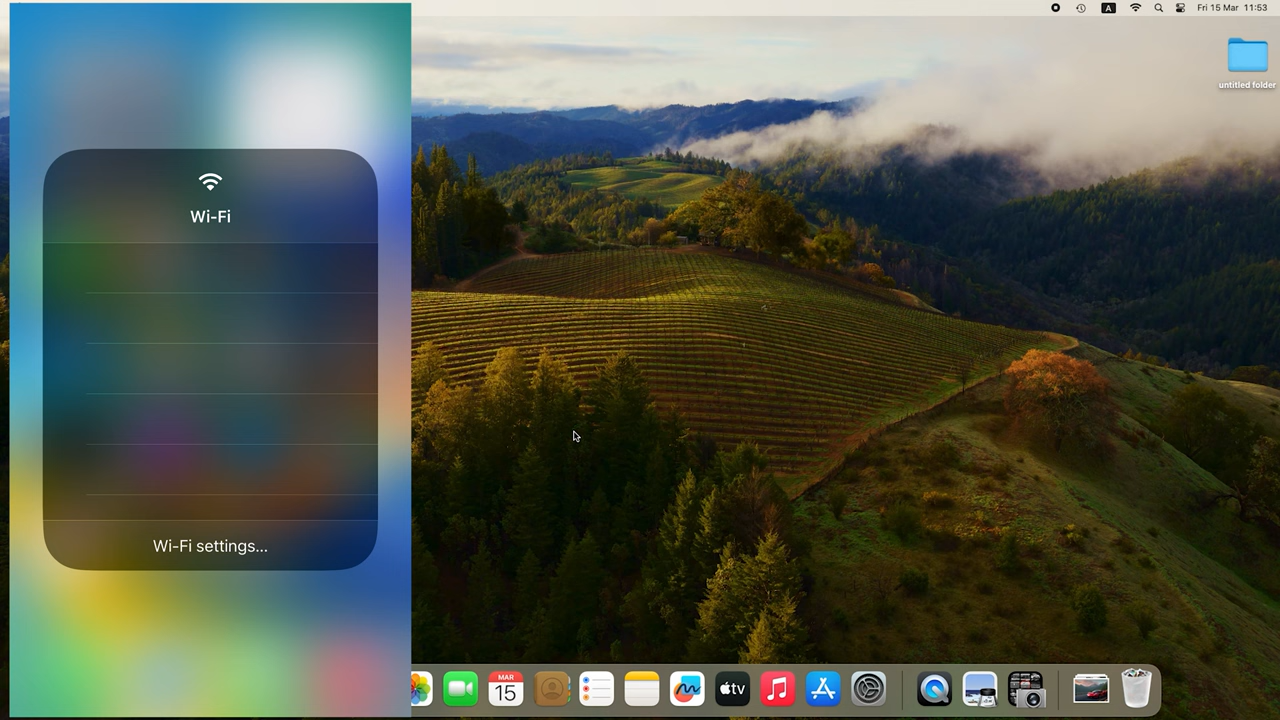 A
Fri 15 Mar 11:53
untitled folder
Wi-Fi
Wi-Fi settings...
MAR
15
tv